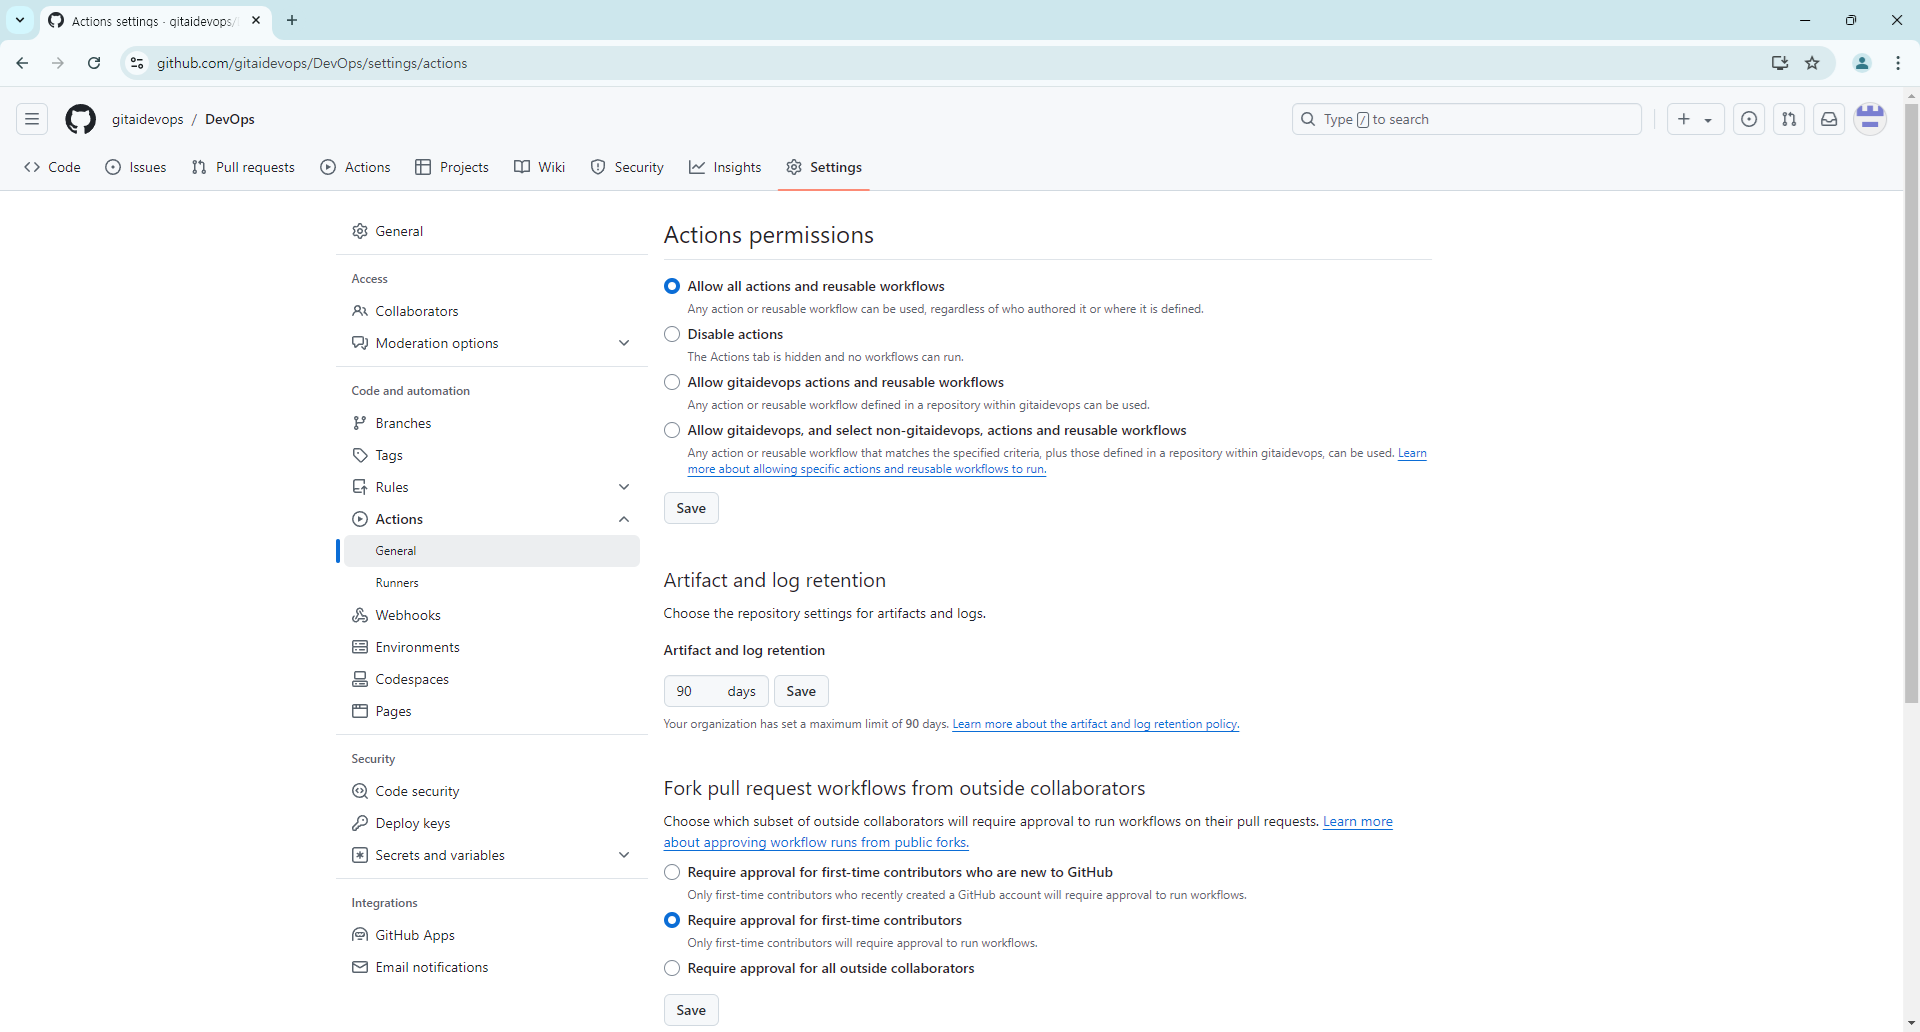 Actions settings · gitaidevops/
github.com/gitaidevops/DevOps/settings/actions
gitaidevops / DevOps
Type / to search
Code
Issues
Pull requests
Actions
Projects
Wiki
Security
Insights
Settings
General
Access
Collaborators
Moderation options
Code and automation
Branches
Tags
Rules
Actions
General
Runners
Webhooks
Environments
Codespaces
Pages
Security
Code security
Deploy keys
Secrets and variables
Integrations
GitHub Apps
Email notifications
Actions permissions
Allow all actions and reusable workflows
Any action or reusable workflow can be used, regardless of who authored it or where it is defined.
Disable actions
The Actions tab is hidden and no workflows can run.
Allow gitaidevops actions and reusable workflows
Any action or reusable workflow defined in a repository within gitaidevops can be used.
Allow gitaidevops, and select non-gitaidevops, actions and reusable workflows
Any action or reusable workflow that matches the specified criteria, plus those defined in a repository within gitaidevops, can be used. Learn
more about allowing specific actions and reusable workflows to run.
Save
Artifact and log retention
Choose the repository settings for artifacts and logs.
Artifact and log retention
90 days Save
Your organization has set a maximum limit of 90 days. Learn more about the artifact and log retention policy.
Fork pull request workflows from outside collaborators
Choose which subset of outside collaborators will require approval to run workflows on their pull requests. Learn more
about approving workflow runs from public forks.
Require approval for first-time contributors who are new to GitHub
Only first-time contributors who recently created a GitHub account will require approval to run workflows.
Require approval for first-time contributors
Only first-time contributors will require approval to run workflows.
Require approval for all outside collaborators
Save